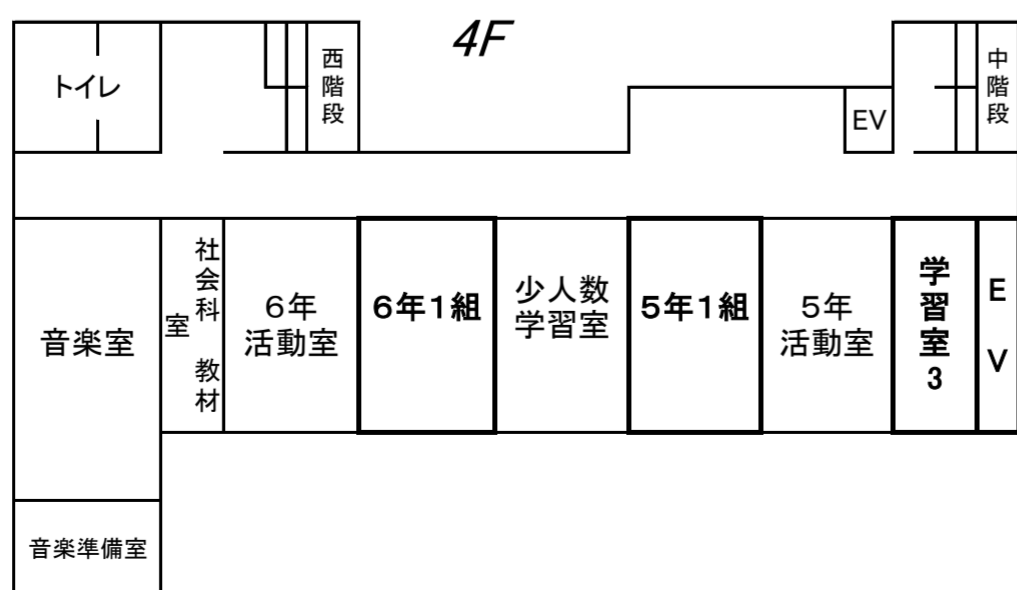 4F
トイレ
西階段
EV
中階段
音楽室
社会科 教材
室
6年
活動室
6年1組
少人数
学習室
5年1組
5年
活動室
学習室3
EV
音楽準備室